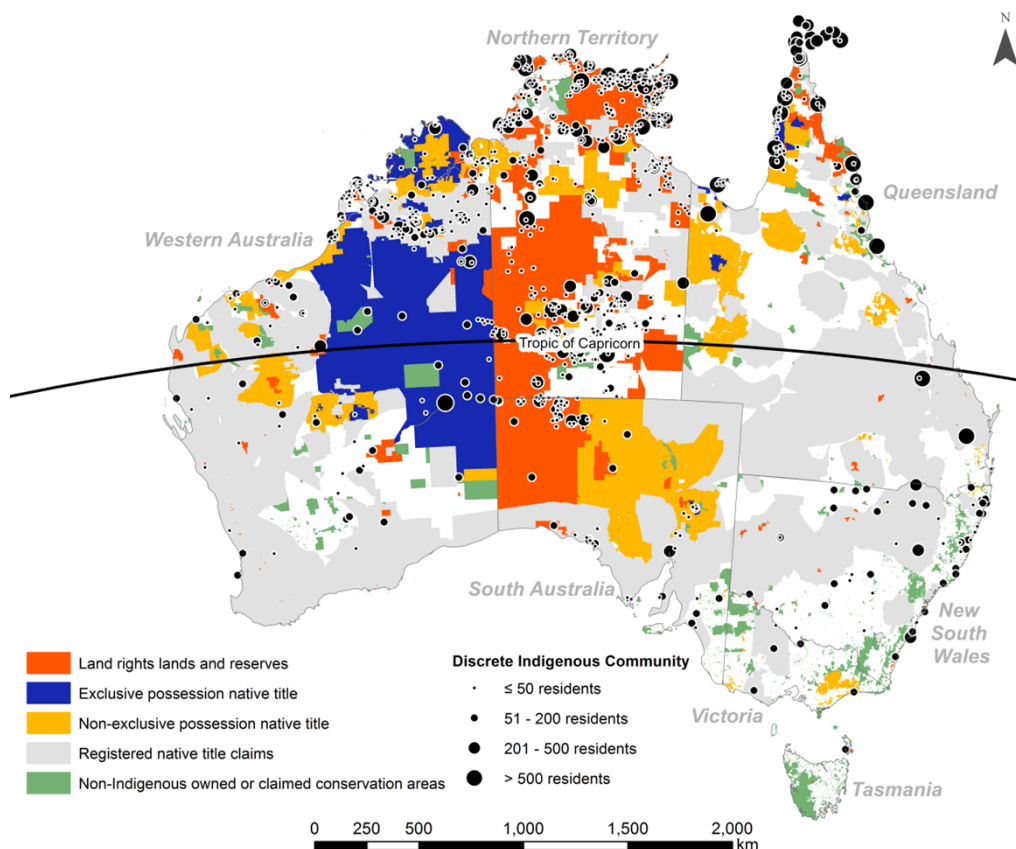 N
Northern Territory
Queensland
Western Australia
Tropic of Capricorn
South Australia
New
South
Wales
Victoria
Tasmania
Land rights lands and reserves
Exclusive possession native title
Non-exclusive possession native title
Registered native title claims
Non-Indigenous owned or claimed conservation areas
Discrete Indigenous Community
≤ 50 residents
51 - 200 residents
201 - 500 residents
> 500 residents
0 250 500 1,000 1,500 2,000
km